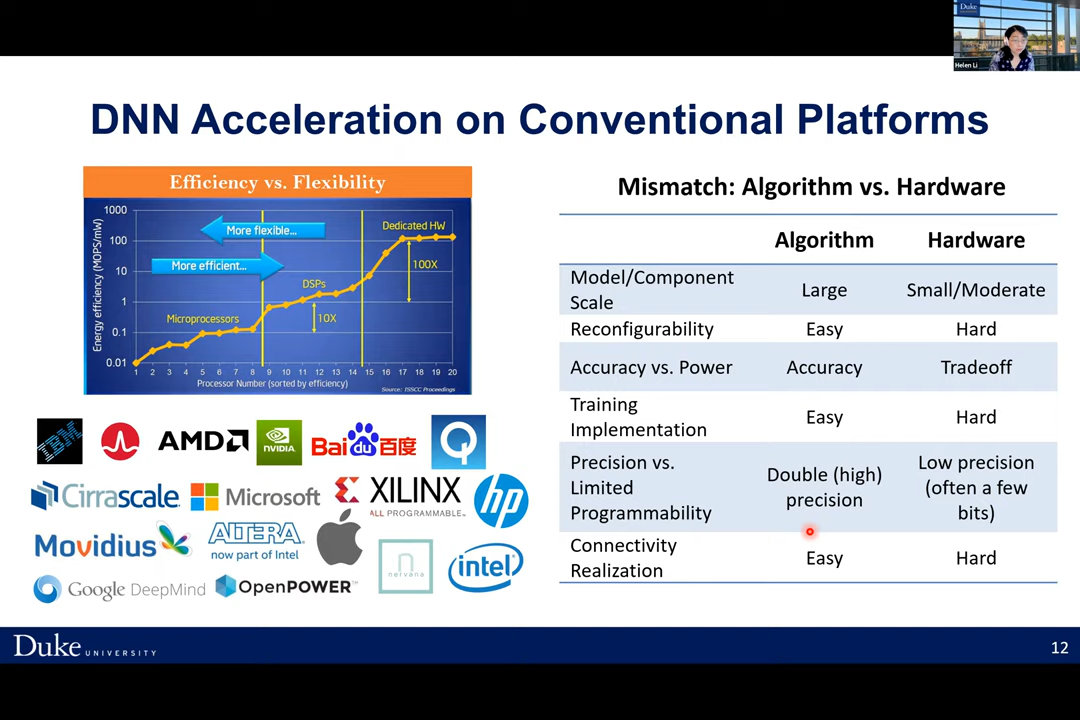 Duke
Helen Li
DNN Acceleration on Conventional Platforms
Efficiency vs. Flexibility
Energy efficiency (MOPS/mW)
1000
100
10
1
0.1
0.01
More flexible...
More efficient...
Microprocessors
DSPs
Dedicated HW
10X
100X
1 2 3 4 5 6 7 8 9 10 11 12 13 14 15 16 17 18 19 20
Processor Number (sorted by efficiency)
Source: ISSCC Proceedings
IBM
AMD
NVIDIA
Bai du 百度
Cirrascale
Microsoft
XILINX
ALL PROGRAMMABLE™
hp
Movidius
ALTERA
now part of Intel
nervana
intel
Google DeepMind
OpenPOWER™
Mismatch: Algorithm vs. Hardware
Algorithm Hardware
Model/Component
Scale
Large
Small/Moderate
Reconfigurability Easy Hard
Accuracy vs. Power Accuracy Tradeoff
Training
Implementation
Easy
Hard
Precision vs.
Limited
Programmability
Double (high)
precision
Low precision
(often a few
bits)
Connectivity
Realization
Easy
Hard
Duke UNIVERSITY
12